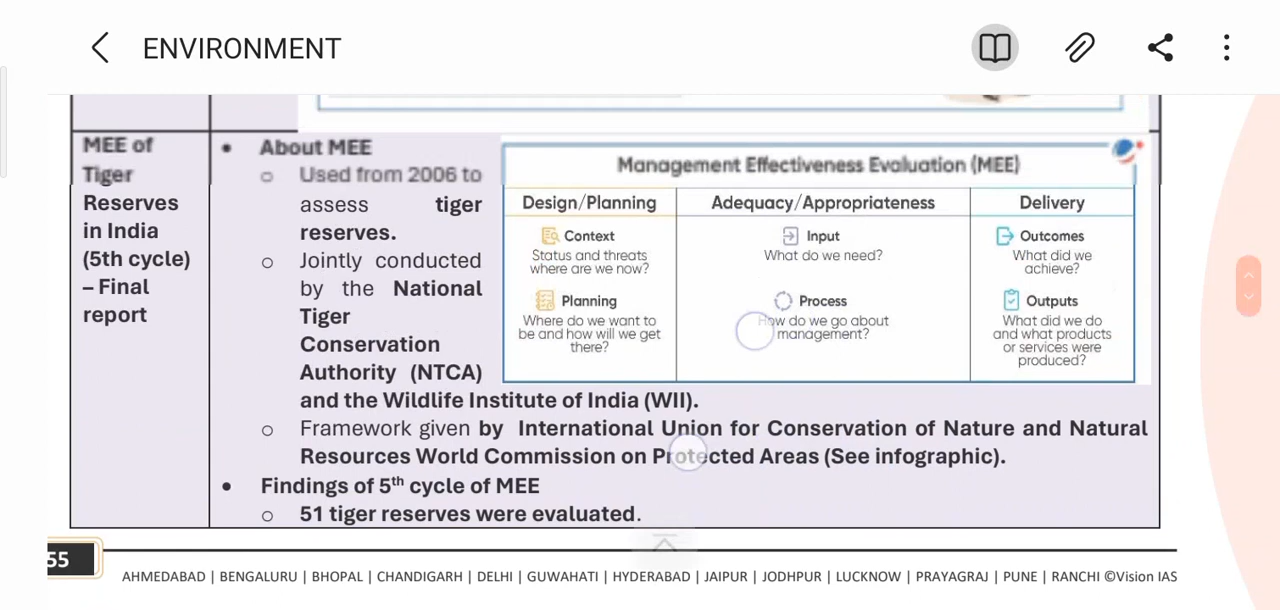 ENVIRONMENT
MEE of
Tiger
Reserves
in India
(5th cycle)
– Final
report
• About MEE
o Used from 2006 to
assess tiger
reserves.
o Jointly conducted
by the National
Tiger
Conservation
Authority (NTCA)
and the Wildlife Institute of India (WII).
Management Effectiveness Evaluation (MEE)
Design/Planning
Context
Status and threats
where are we now?
Planning
Where do we want to
be and how will we get
there?
Adequacy/Appropriateness
Input
What do we need?
Process
How do we go about
management?
Delivery
Outcomes
What did we
achieve?
Outputs
What did we do
and what products
or services were
produced?
o Framework given by International Union for Conservation of Nature and Natural
Resources World Commission on Protected Areas (See infographic).
• Findings of 5th cycle of MEE
o 51 tiger reserves were evaluated.
55
AHMEDABAD | BENGALURU | BHOPAL | CHANDIGARH | DELHI | GUWAHATI | HYDERABAD | JAIPUR | JODHPUR | LUCKNOW | PRAYAGRAJ | PUNE | RANCHI ©Vision IAS